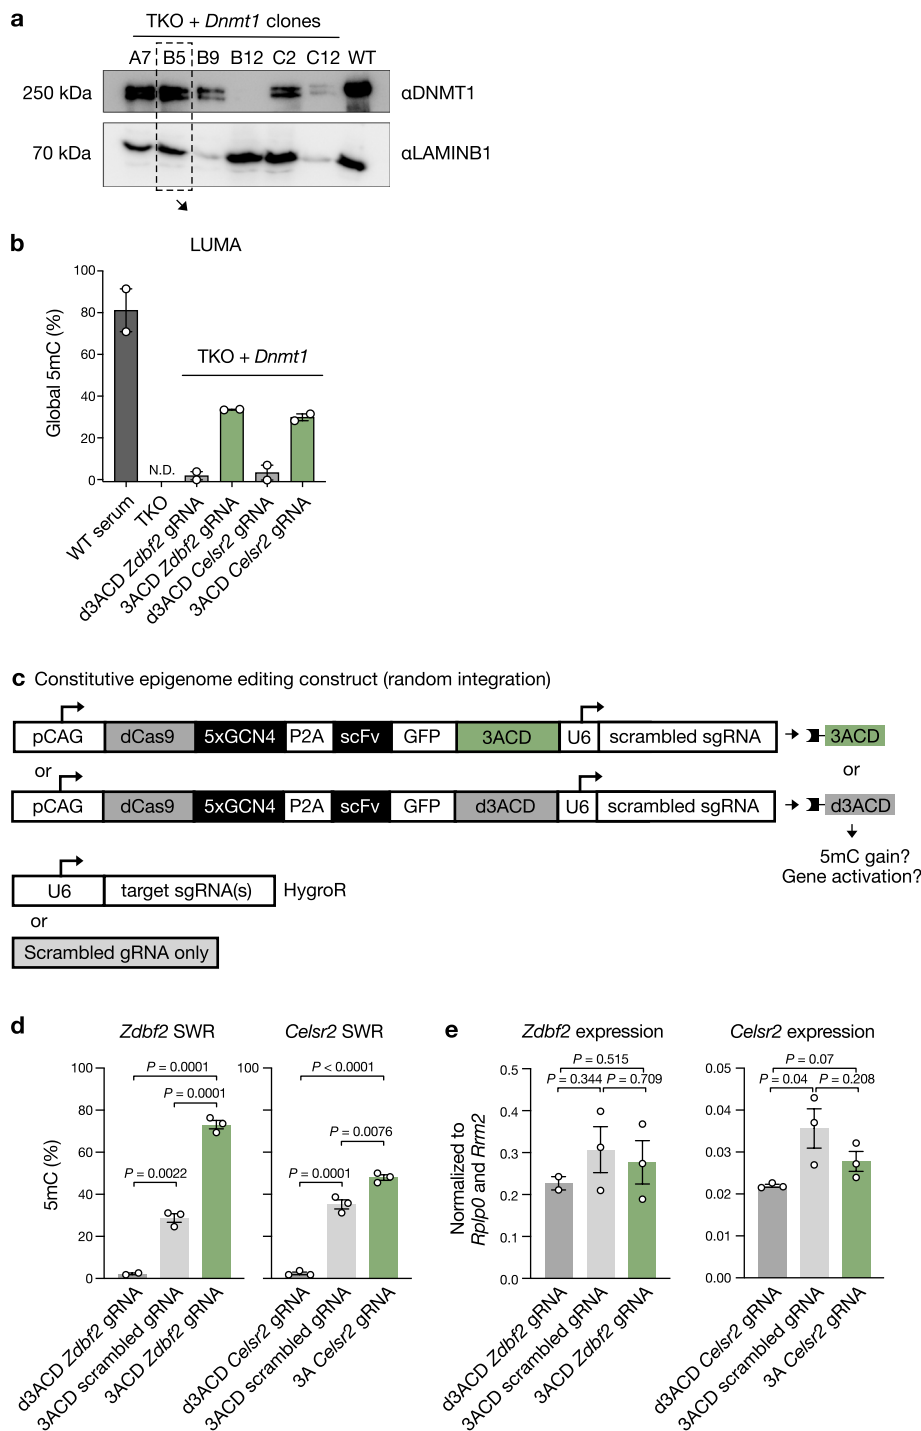 a
TKO + Dnmt1 clones
A7 B5 B9 B12 C2 C12 WT
250 kDa
αDNMT1
70 kDa
αLAMINB1
b
LUMA
Global 5mC (%)
100
80
60
40
20
0
TKO + Dnmt1
N.D.
WT serum
TKO
d3ACD Zdbf2 gRNA
3ACD Zdbf2 gRNA
d3ACD Celsr2 gRNA
3ACD Celsr2 gRNA
c Constitutive epigenome editing construct (random integration)
pCAG dCas9 5xGCN4 P2A scFv GFP 3ACD U6 scrambled sgRNA 3ACD
or or
pCAG dCas9 5xGCN4 P2A scFv GFP d3ACD U6 scrambled sgRNA d3ACD
5mC gain?
Gene activation?
U6 target sgRNA(s) HygroR
or
Scrambled gRNA only
d
Zdbf2 SWR
5mC (%)
100
80
60
40
20
0
P = 0.0001
P = 0.0001
P = 0.0022
d3ACD Zdbf2 gRNA
3ACD scrambled gRNA
3ACD Zdbf2 gRNA
Celsr2 SWR
100
P < 0.0001
P = 0.0076
P = 0.0001
d3ACD Celsr2 gRNA
3ACD scrambled gRNA
3A Celsr2 gRNA
e
Zdbf2 expression
Normalized to
Rplp0 and Rrm2
0.5
0.4
0.3
0.2
0.1
0.0
P = 0.515
P = 0.344 P = 0.709
d3ACD Zdbf2 gRNA
3ACD scrambled gRNA
3ACD Zdbf2 gRNA
Celsr2 expression
0.05
0.04
0.03
0.02
0.01
0.00
P = 0.07
P = 0.04 P = 0.208
d3ACD Celsr2 gRNA
3ACD scrambled gRNA
3A Celsr2 gRNA